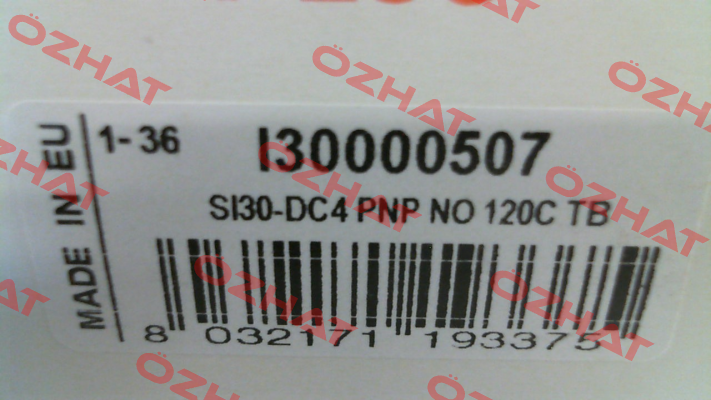 MADE IN EU
1-36
I30000507
SI30-DC4 PNP NO 120C TB
8 032171 193375
ÖZHAT
ÖZHAT
ÖZHAT
ÖZHAT
ÖZHAT
ÖZHAT
ÖZHAT
ÖZHAT
ÖZHAT